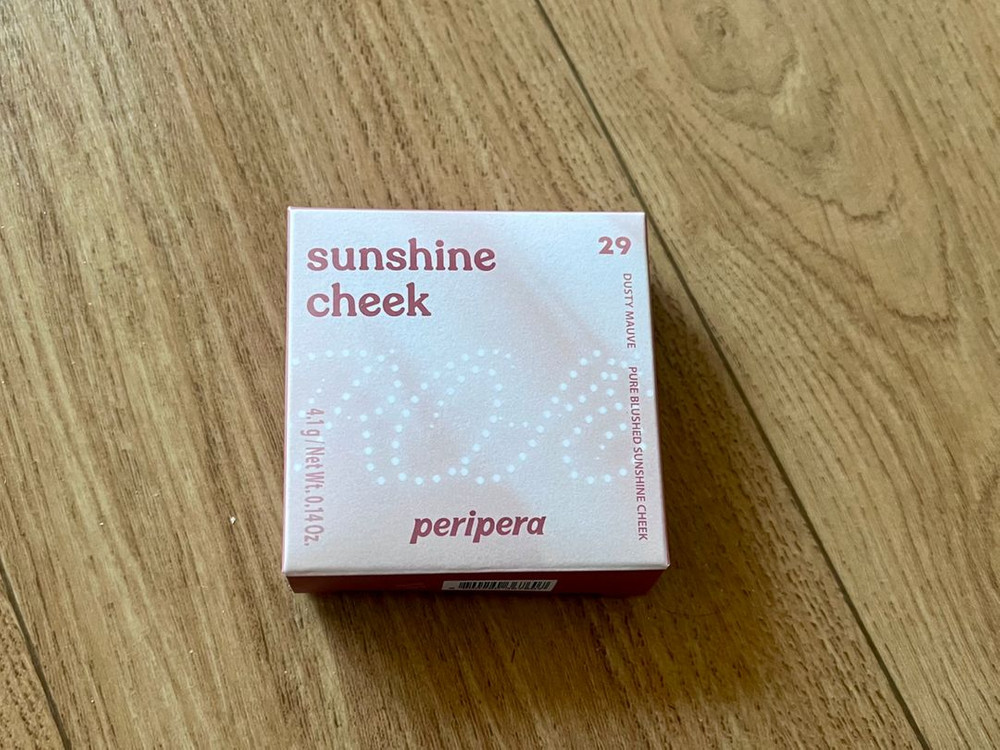 sunshine
cheek
29
DUSTY MAUVE PURE BLUSHED SUNSHINE CHEEK
4.1 g / Net Wt. 0.14 Oz.
peripera